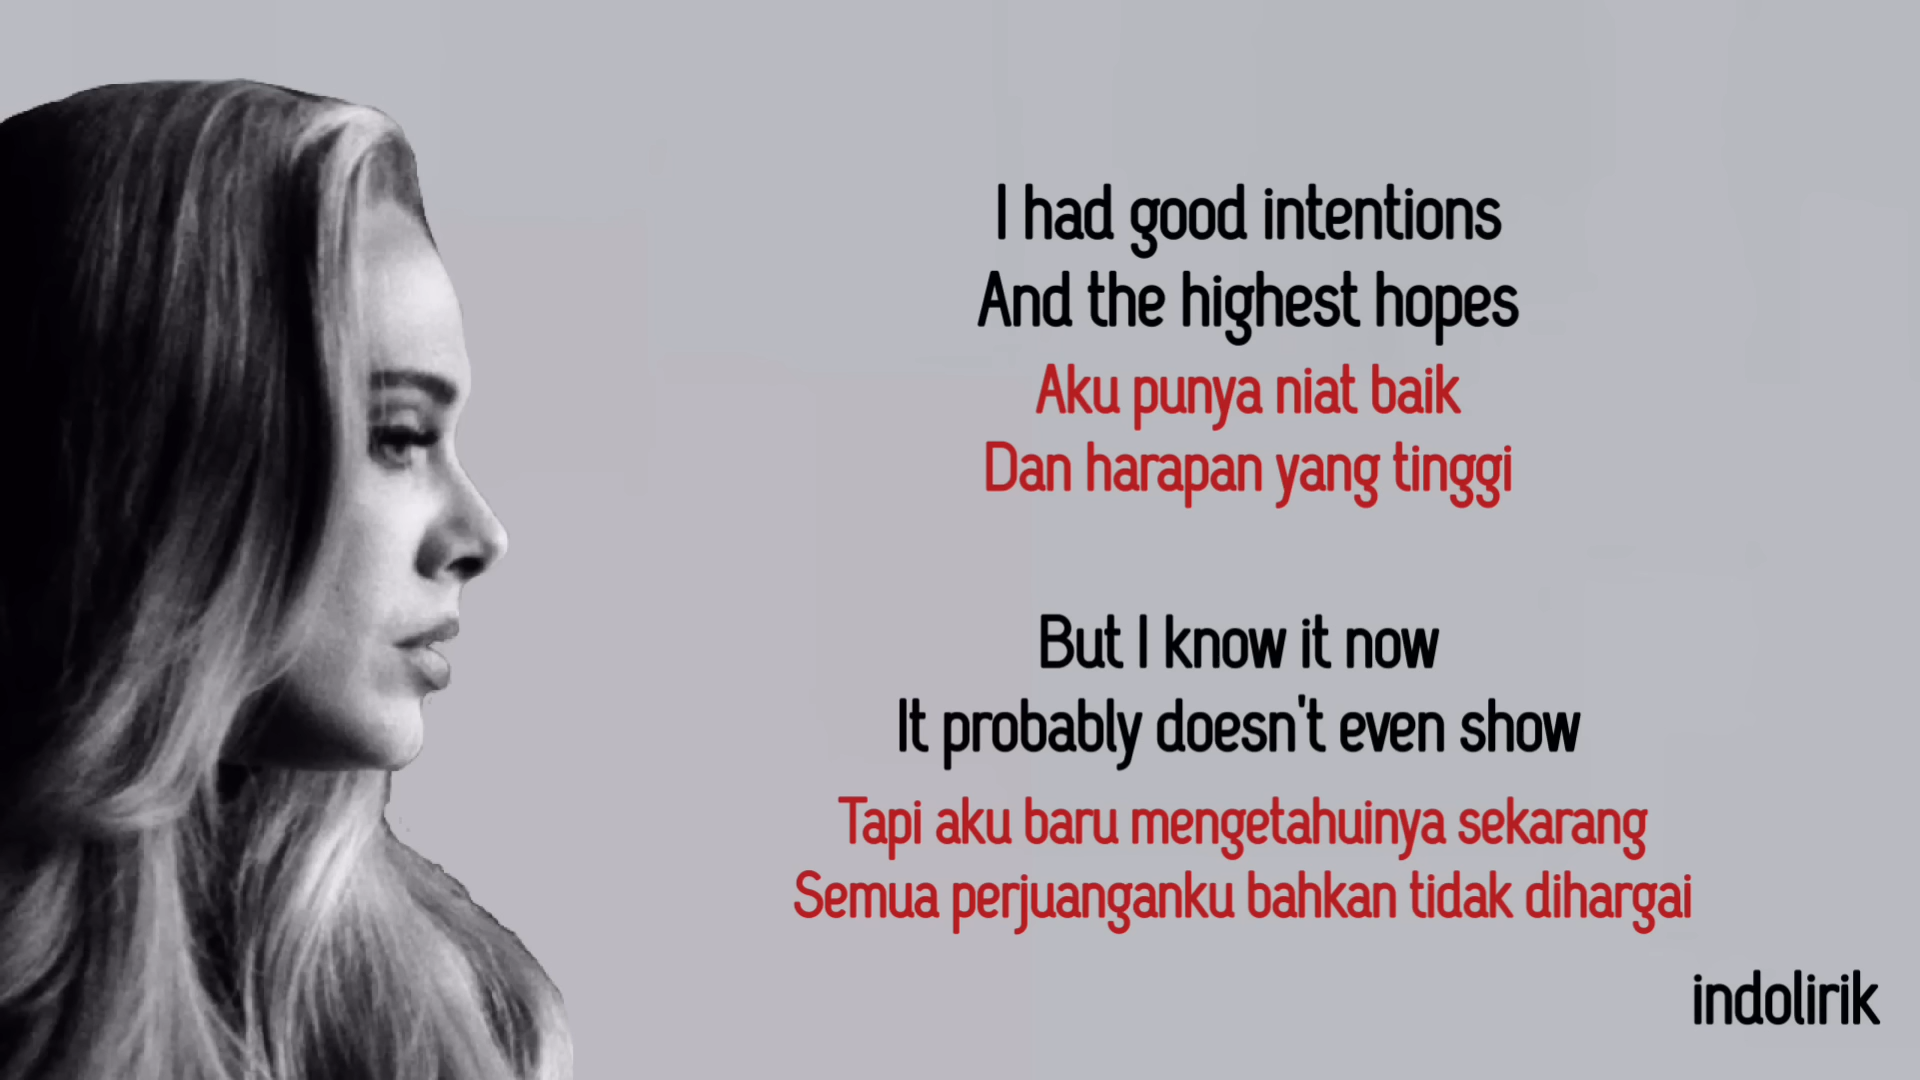 I had good intentions
And the highest hopes
Aku punya niat baik
Dan harapan yang tinggi
But I know it now
It probably doesn't even show
Tapi aku baru mengetahuinya sekarang
Semua perjuanganku bahkan tidak dihargai
indolirik